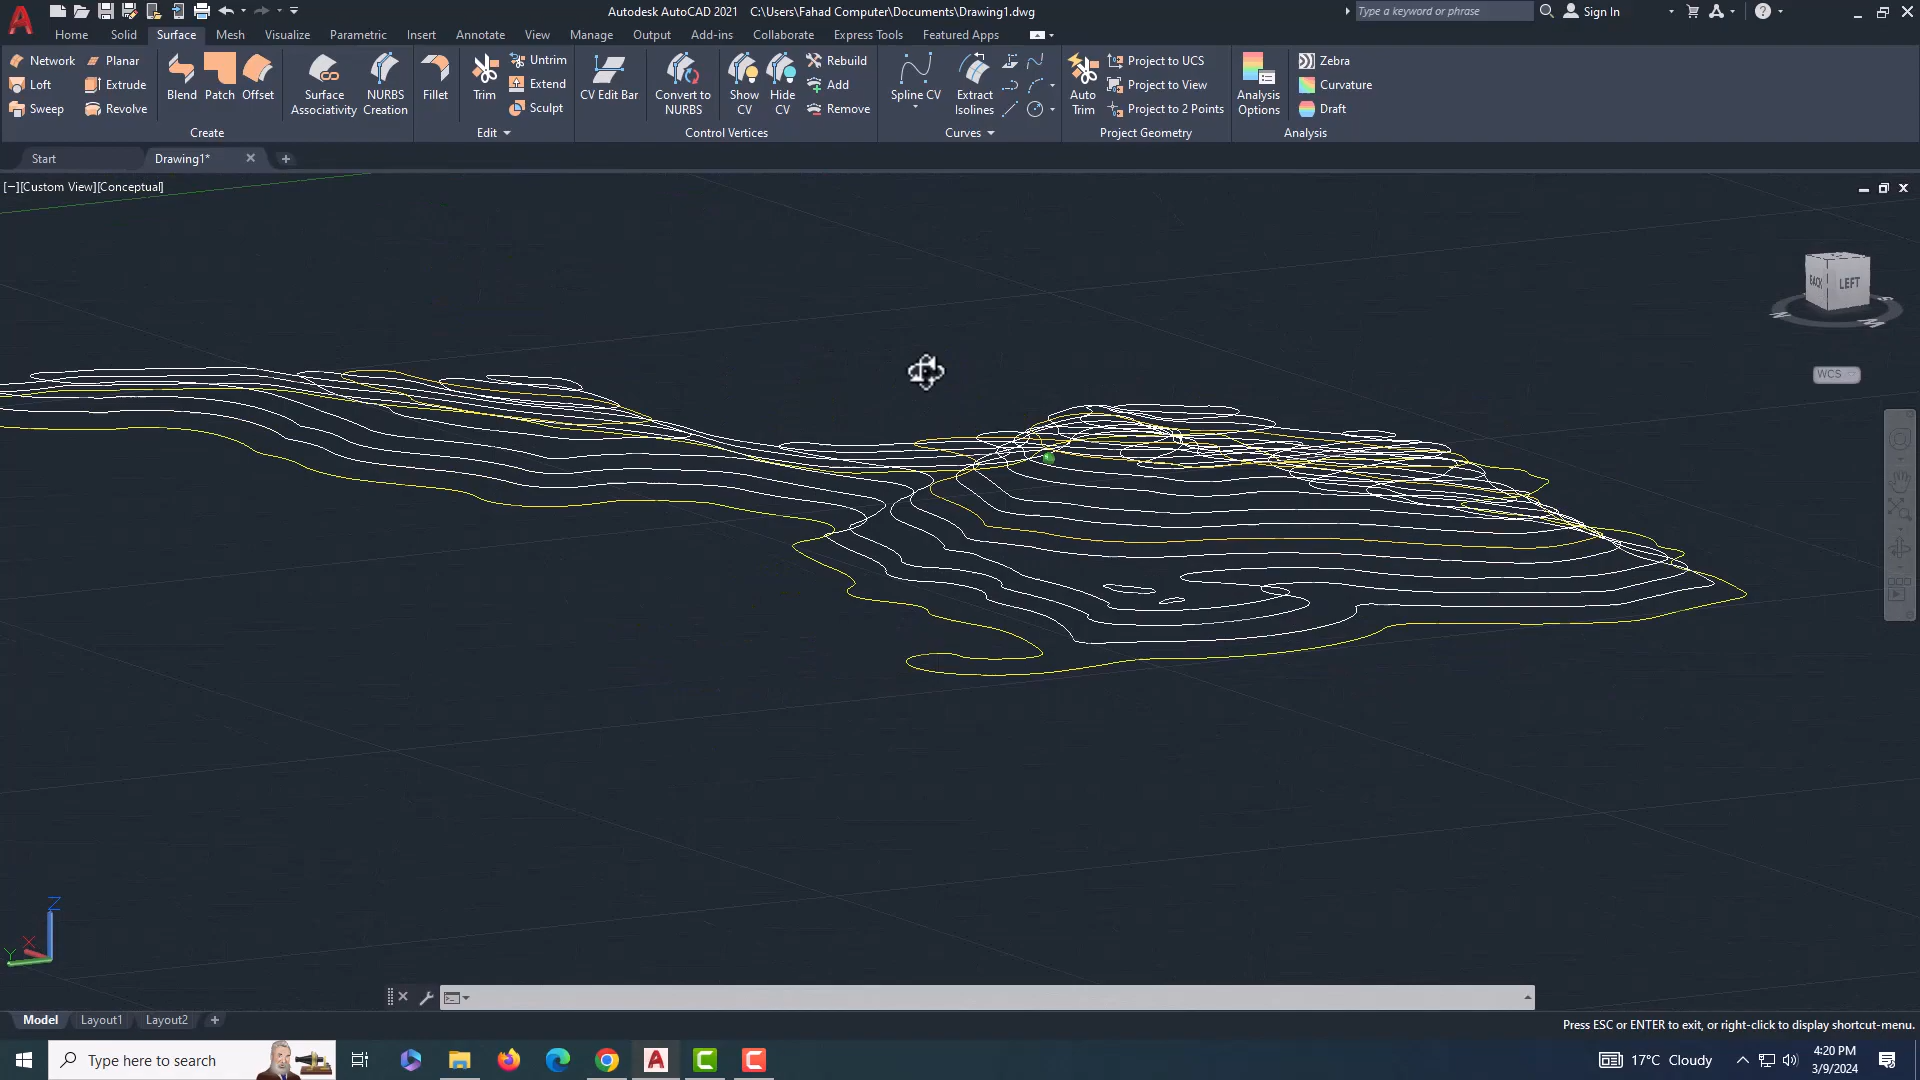 Autodesk AutoCAD 2021 C:\Users\Fahad Computer\Documents\Drawing1.dwg
Type a keyword or phrase
Sign In
Home Solid Surface Mesh Visualize Parametric Insert Annotate View Manage Output Add-ins Collaborate Express Tools Featured Apps
Network Planar
Loft Extrude
Sweep Revolve
Blend Patch Offset
Surface Associativity
NURBS Creation
Create
Fillet
Trim
Untrim
Extend
Sculpt
Edit
CV Edit Bar
Convert to NURBS
Show CV
Hide CV
Rebuild
Add
Remove
Control Vertices
Spline CV
Extract Isolines
Curves
Auto Trim
Project to UCS
Project to View
Project to 2 Points
Project Geometry
Analysis Options
Zebra
Curvature
Draft
Analysis
Start Drawing1*
[−][Custom View][Conceptual]
BACK LEFT
WCS
Z
X
Y
Model Layout1 Layout2
Press ESC or ENTER to exit, or right-click to display shortcut-menu.
Type here to search
17°C Cloudy
4:20 PM
3/9/2024